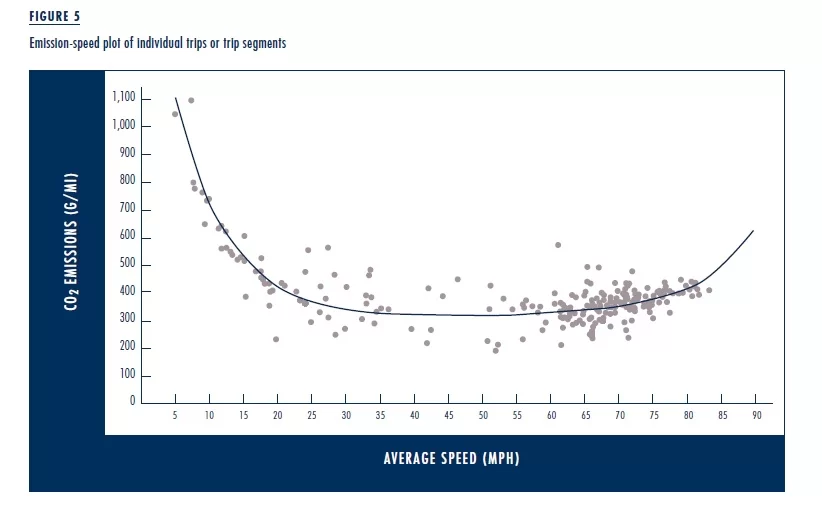 FIGURE 5
Emission-speed plot of individual trips or trip segments
CO2 EMISSIONS (G/MI)
1,100
1,000
900
800
700
600
500
400
300
200
100
0
5 10 15 20 25 30 35 40 45 50 55 60 65 70 75 80 85 90
AVERAGE SPEED (MPH)